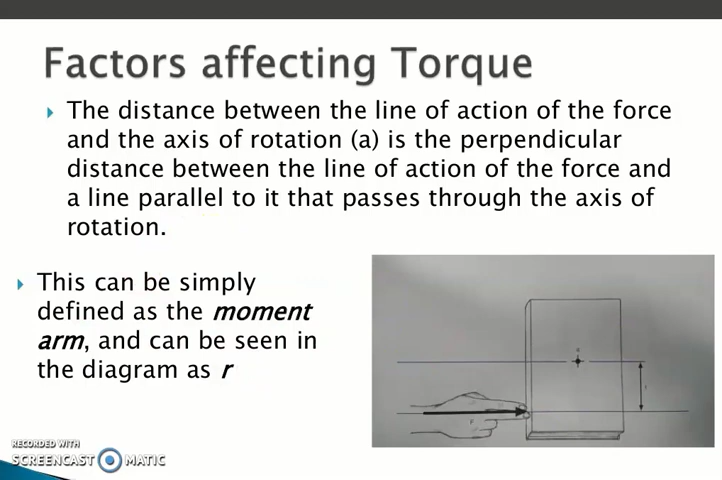 Factors affecting Torque
The distance between the line of action of the force
and the axis of rotation (a) is the perpendicular
distance between the line of action of the force and
a line parallel to it that passes through the axis of
rotation.
This can be simply
defined as the moment
arm, and can be seen in
the diagram as r
RECORDED WITH
SCREENCAST MATIC